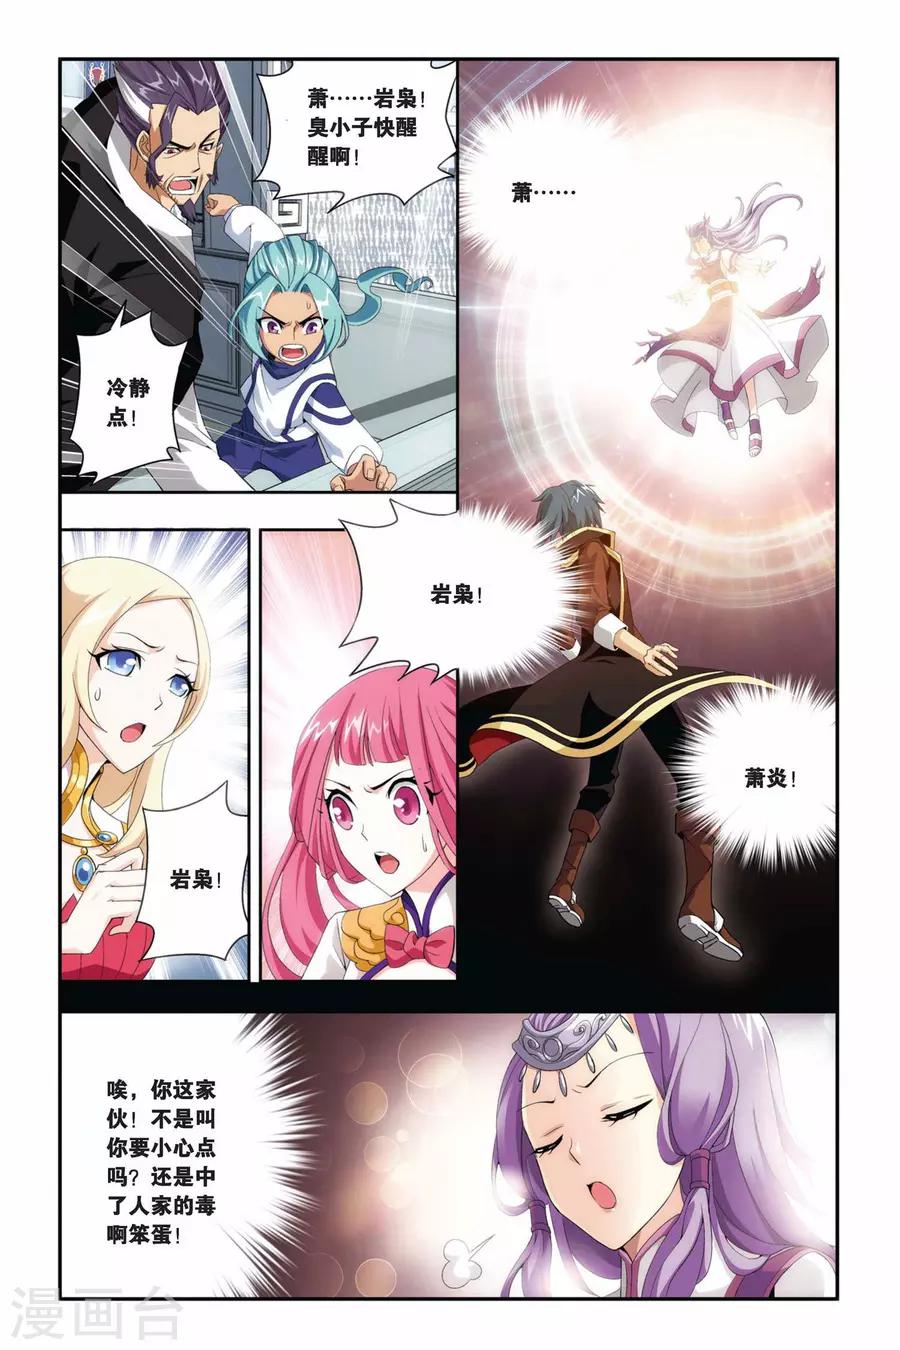 萧……岩枭！
臭小子快醒
醒啊！
冷静
点！
萧……
岩枭！
岩枭！
萧炎！
唉，你这家
伙！不是叫
你要小心点
吗？还是中
了人家的毒
啊笨蛋！
漫画台